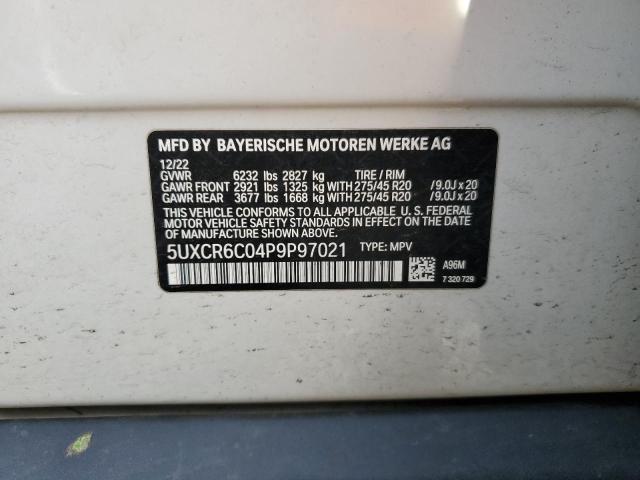 MFD BY BAYERISCHE MOTOREN WERKE AG
12/22
GVWR 6232 lbs 2827 kg TIRE / RIM
GAWR FRONT 2921 lbs 1325 kg WITH 275/45 R20 /9.0J x 20
GAWR REAR 3677 lbs 1668 kg WITH 275/45 R20 /9.0J x 20
THIS VEHICLE CONFORMS TO ALL APPLICABLE U. S. FEDERAL
MOTOR VEHICLE SAFETY STANDARDS IN EFFECT ON THE
DATE OF MANUFACTURE SHOWN ABOVE.
5UXCR6C04P9P97021 TYPE: MPV
A96M
7 320 729